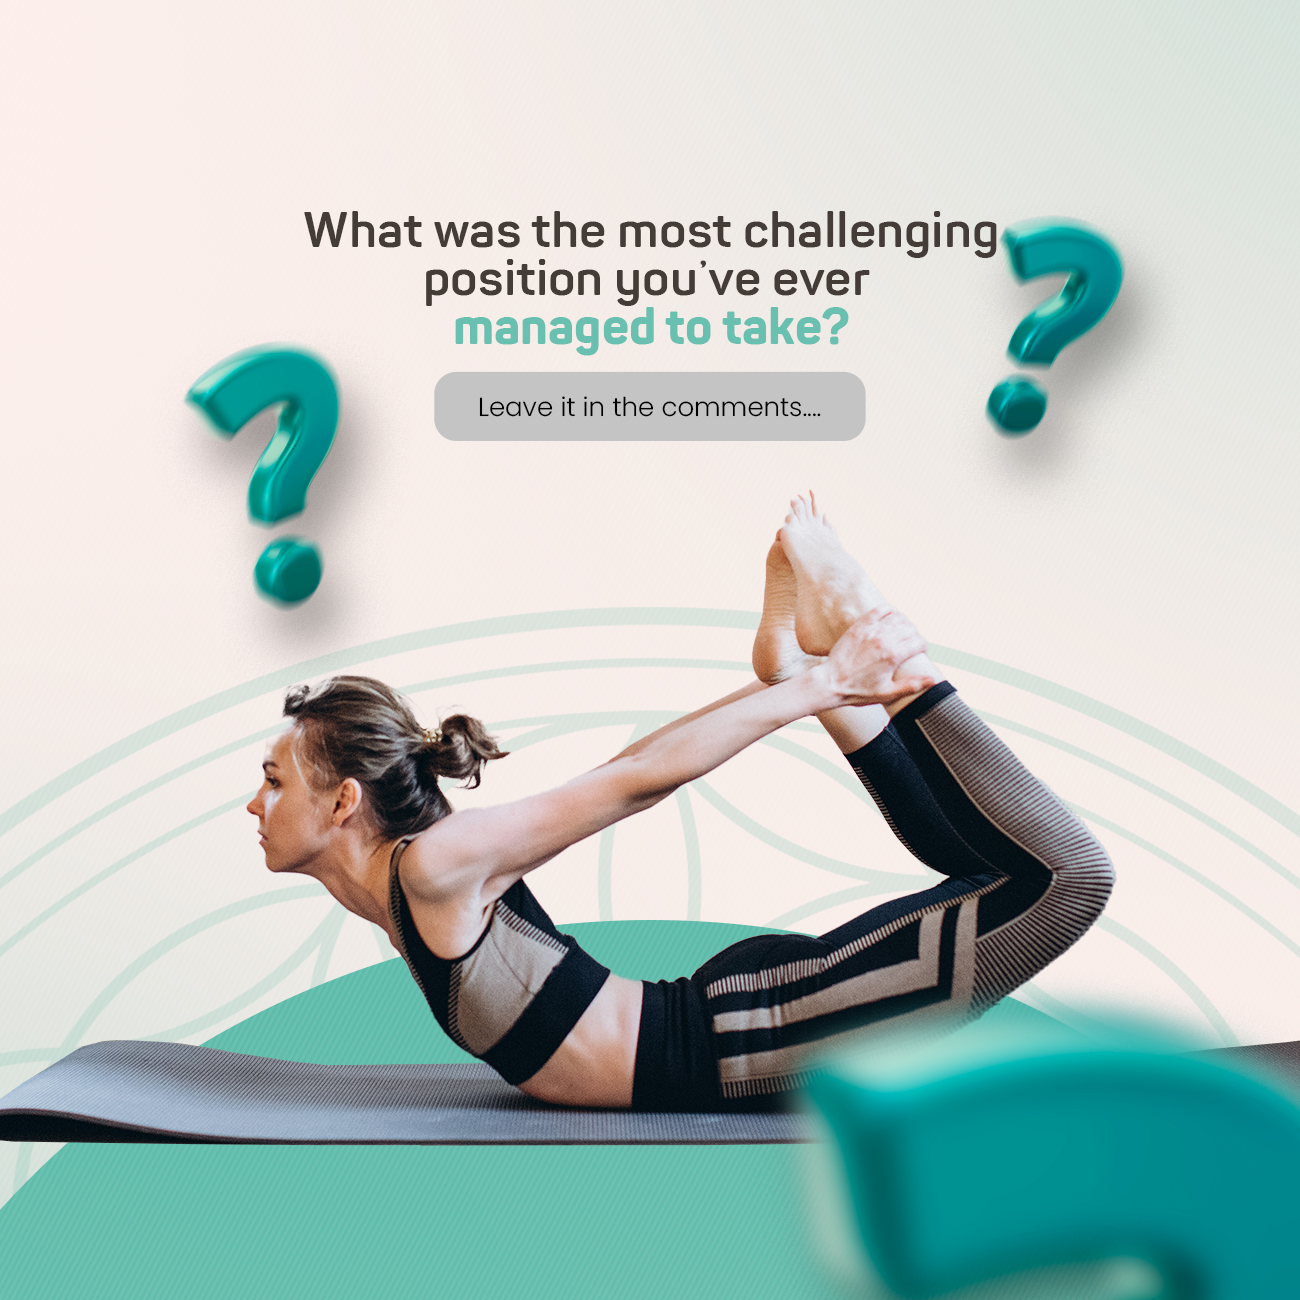 What was the most challenging
position you’ve ever
managed to take?
Leave it in the comments....